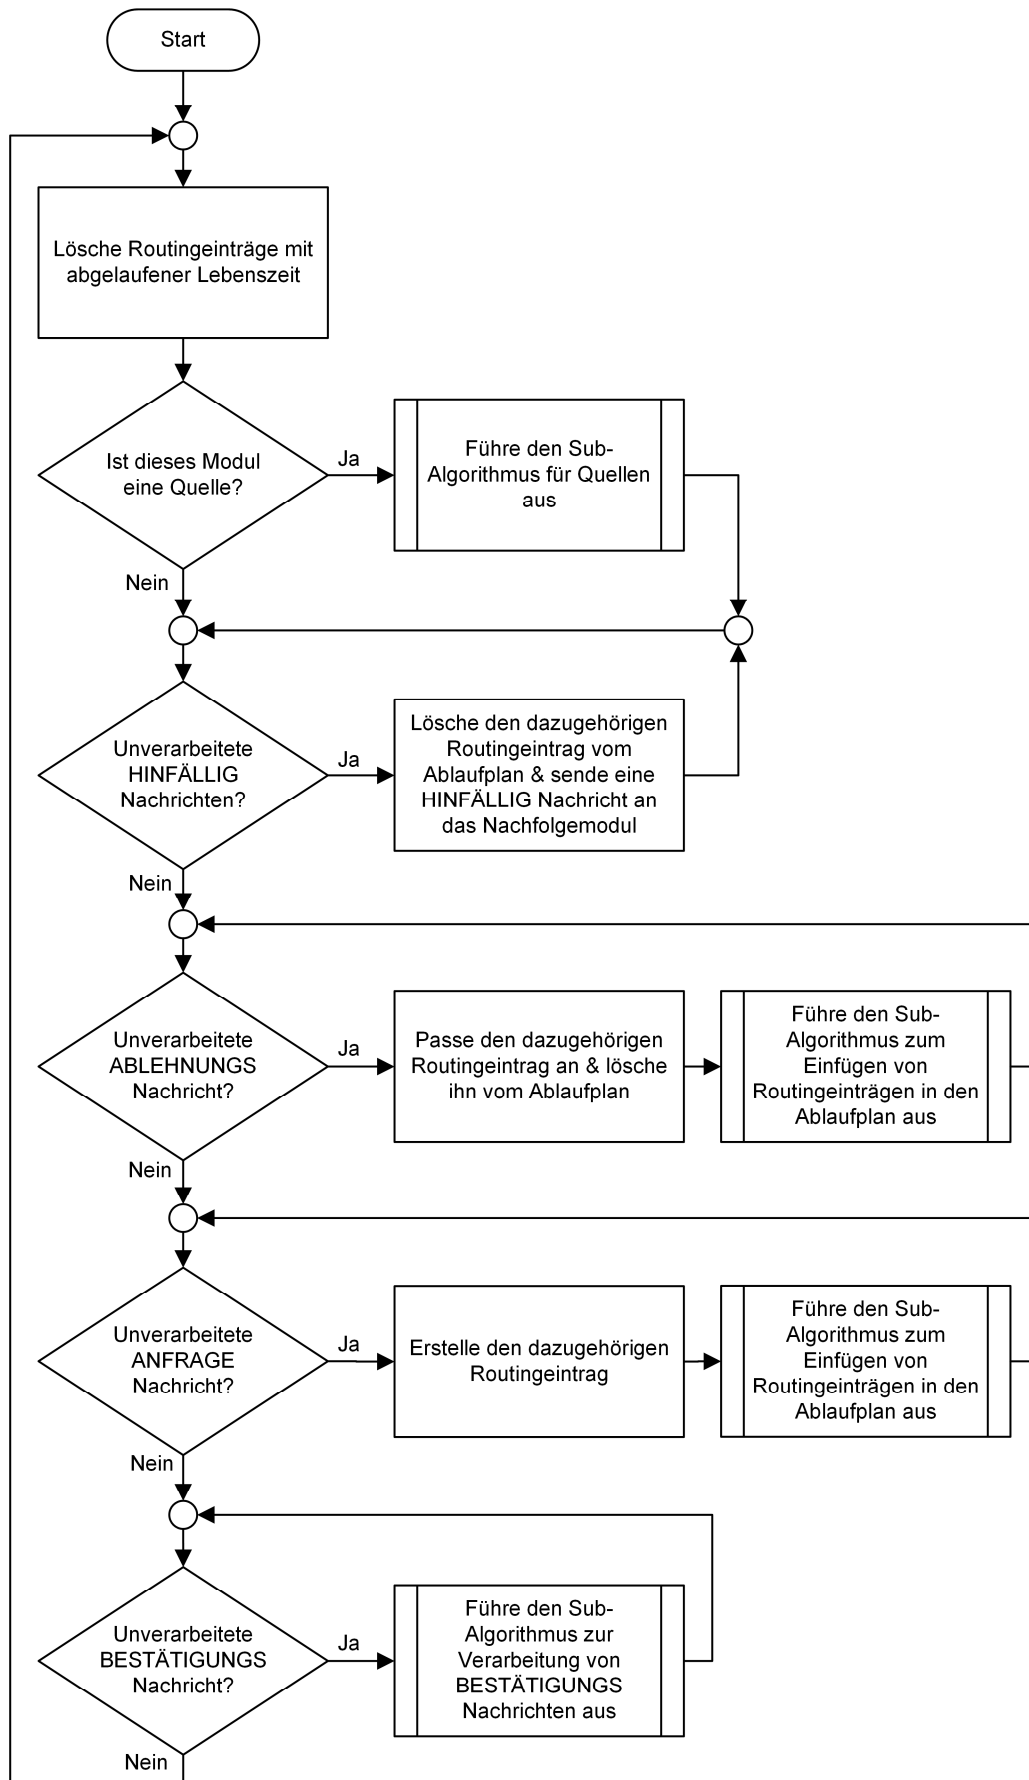 Start
Lösche Routingeinträge mit
abgelaufener Lebenszeit
Ist dieses Modul
eine Quelle?
Ja
Führe den Sub-
Algorithmus für Quellen
aus
Nein
Unverarbeitete
HINFÄLLIG
Nachrichten?
Ja
Lösche den dazugehörigen
Routingeintrag vom
Ablaufplan & sende eine
HINFÄLLIG Nachricht an
das Nachfolgemodul
Nein
Unverarbeitete
ABLEHNUNGS
Nachricht?
Ja
Passe den dazugehörigen
Routingeintrag an & lösche
ihn vom Ablaufplan
Führe den Sub-
Algorithmus zum
Einfügen von
Routingeinträgen in den
Ablaufplan aus
Nein
Unverarbeitete
ANFRAGE
Nachricht?
Ja
Erstelle den dazugehörigen
Routingeintrag
Führe den Sub-
Algorithmus zum
Einfügen von
Routingeinträgen in den
Ablaufplan aus
Nein
Unverarbeitete
BESTÄTIGUNGS
Nachricht?
Ja
Führe den Sub-
Algorithmus zur
Verarbeitung von
BESTÄTIGUNGS
Nachrichten aus
Nein